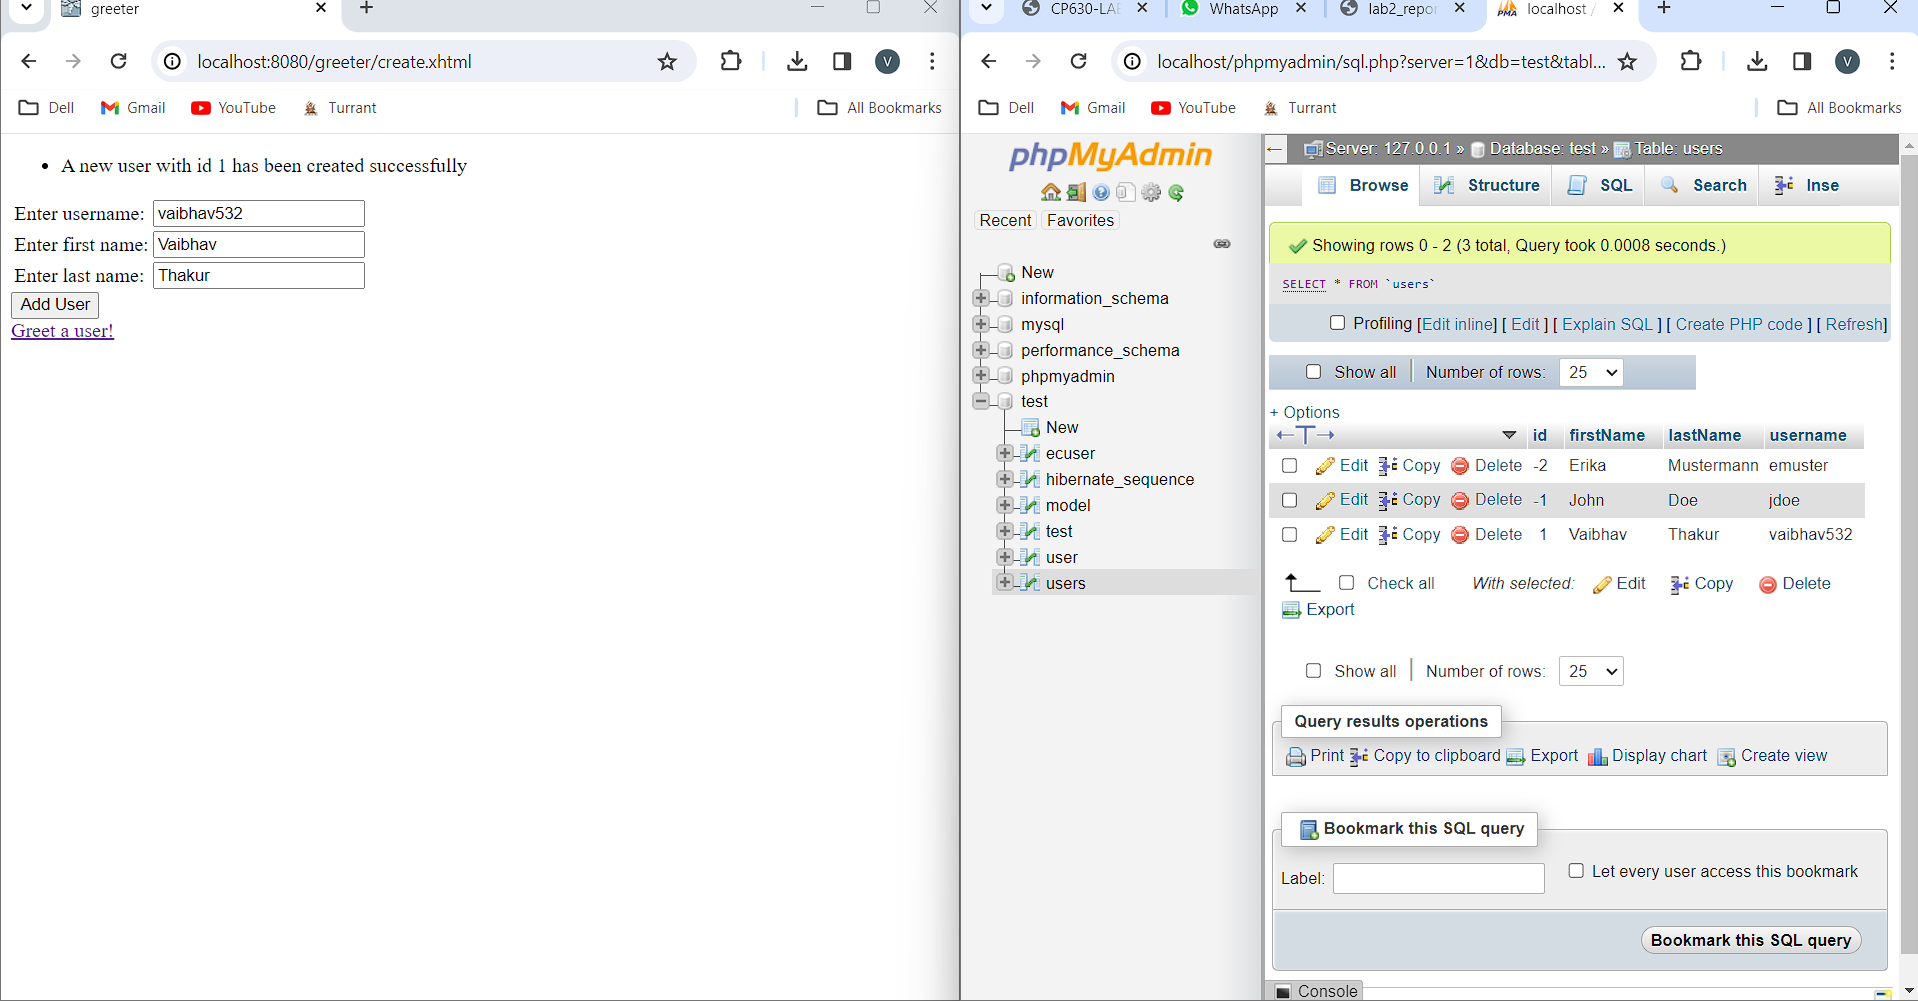 greeter
localhost:8080/greeter/create.xhtml
V
Dell Gmail YouTube Turrant All Bookmarks
A new user with id 1 has been created successfully
Enter username: vaibhav532
Enter first name: Vaibhav
Enter last name: Thakur
Add User
Greet a user!
CP630-LA WhatsApp lab2_repo PMA localhost /
localhost/phpmyadmin/sql.php?server=1&db=test&tabl...
V
Dell Gmail YouTube Turrant All Bookmarks
phpMyAdmin
Recent Favorites
New
information_schema
mysql
performance_schema
phpmyadmin
test
New
ecuser
hibernate_sequence
model
test
user
users
Server: 127.0.0.1 » Database: test » Table: users
Browse Structure SQL Search Inse
Showing rows 0 - 2 (3 total, Query took 0.0008 seconds.)
SELECT * FROM `users`
Profiling [Edit inline] [ Edit ] [ Explain SQL ] [ Create PHP code ] [ Refresh]
Show all Number of rows: 25
+ Options
←T→ id firstName lastName username
Edit Copy Delete -2 Erika Mustermann emuster
Edit Copy Delete -1 John Doe jdoe
Edit Copy Delete 1 Vaibhav Thakur vaibhav532
Check all With selected: Edit Copy Delete
Export
Show all Number of rows: 25
Query results operations
Print Copy to clipboard Export Display chart Create view
Bookmark this SQL query
Label: Let every user access this bookmark
Bookmark this SQL query
Console